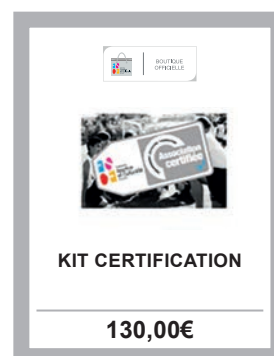 BOUTIQUE
OFFICIELLE
Association
certifiée
KIT CERTIFICATION
130,00€